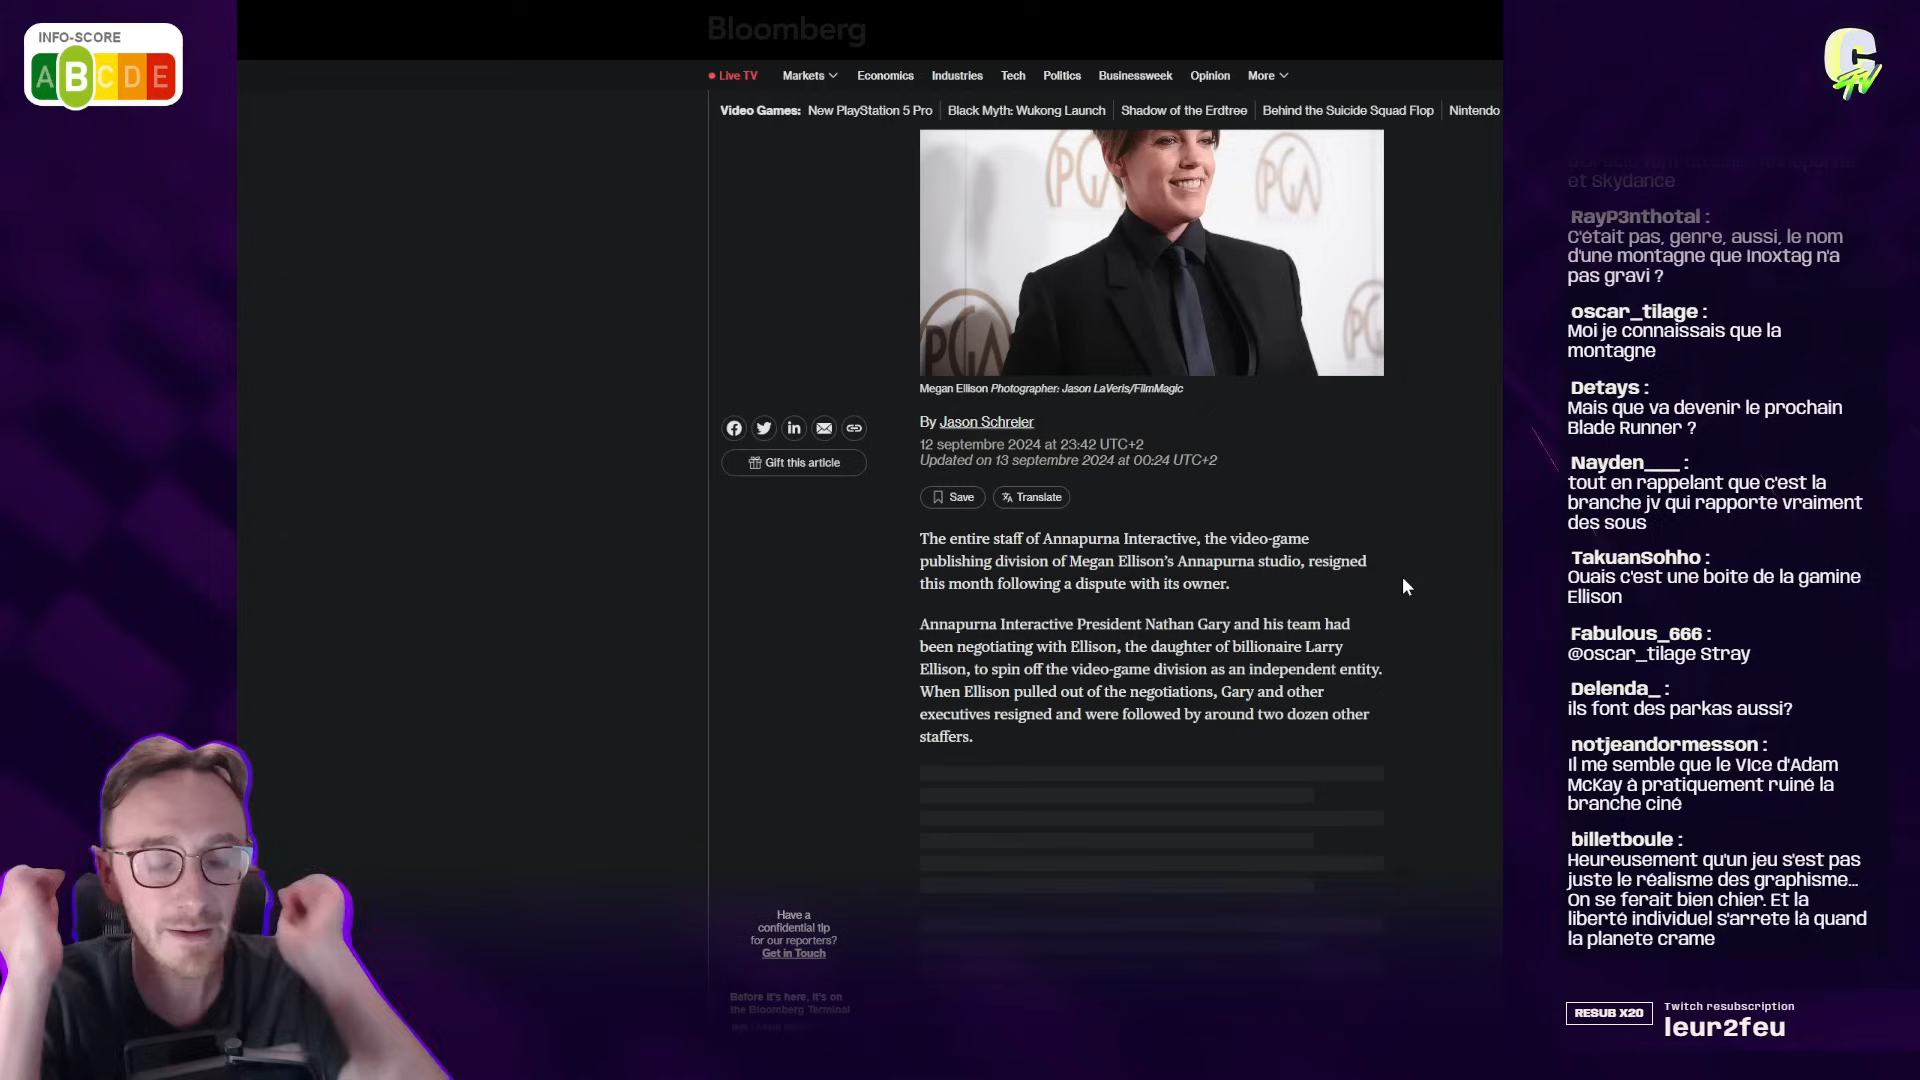 INFO-SCORE
A B C D E
Bloomberg
Live TV
Markets
Economics
Industries
Tech
Politics
Businessweek
Opinion
More
Video Games:
New PlayStation 5 Pro
Black Myth: Wukong Launch
Shadow of the Erdtree
Behind the Suicide Squad Flop
Nintendo
PGA
PGA
PGA
Megan Ellison Photographer: Jason LaVeris/FilmMagic
By Jason Schreier
12 septembre 2024 at 23:42 UTC+2
Updated on 13 septembre 2024 at 00:24 UTC+2
Gift this article
Save
Translate
The entire staff of Annapurna Interactive, the video-game
publishing division of Megan Ellison’s Annapurna studio, resigned
this month following a dispute with its owner.
Annapurna Interactive President Nathan Gary and his team had
been negotiating with Ellison, the daughter of billionaire Larry
Ellison, to spin off the video-game division as an independent entity.
When Ellison pulled out of the negotiations, Gary and other
executives resigned and were followed by around two dozen other
staffers.
Have a
confidential tip
for our reporters?
Get in Touch
Before it's here, it's on
the Bloomberg Terminal
C TV
et Skydance
RayP3nthotal :
C'était pas, genre, aussi, le nom
d'une montagne que Inoxtag n'a
pas gravi ?
oscar_tilage :
Moi je connaissais que la
montagne
Detays :
Mais que va devenir le prochain
Blade Runner ?
Nayden___ :
tout en rappelant que c'est la
branche jv qui rapporte vraiment
des sous
TakuanSohho :
Ouais c'est une boite de la gamine
Ellison
Fabulous_666 :
@oscar_tilage Stray
Delenda_ :
ils font des parkas aussi?
notjeandormesson :
Il me semble que le VIce d'Adam
McKay à pratiquement ruiné la
branche ciné
billetboule :
Heureusement qu'un jeu s'est pas
juste le réalisme des graphisme...
On se ferait bien chier. Et la
liberté individuel s'arrete là quand
la planete crame
RESUB X20
Twitch resubscription
leur2feu